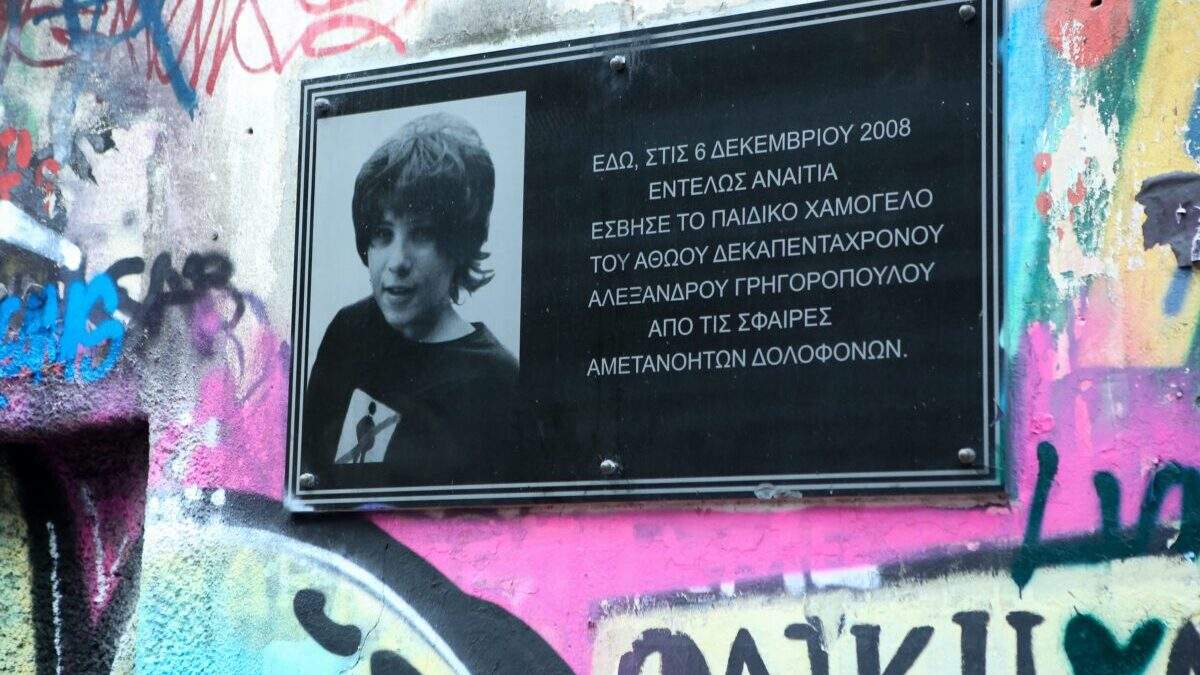 ΕΔΩ, ΣΤΙΣ 6 ΔΕΚΕΜΒΡΙΟΥ 2008
ΕΝΤΕΛΩΣ ΑΝΑΙΤΙΑ
ΕΣΒΗΣΕ ΤΟ ΠΑΙΔΙΚΟ ΧΑΜΟΓΕΛΟ
ΤΟΥ ΑΘΩΟΥ ΔΕΚΑΠΕΝΤΑΧΡΟΝΟΥ
ΑΛΕΞΑΝΔΡΟΥ ΓΡΗΓΟΡΟΠΟΥΛΟΥ
ΑΠΟ ΤΙΣ ΣΦΑΙΡΕΣ
ΑΜΕΤΑΝΟΗΤΩΝ ΔΟΛΟΦΟΝΩΝ.